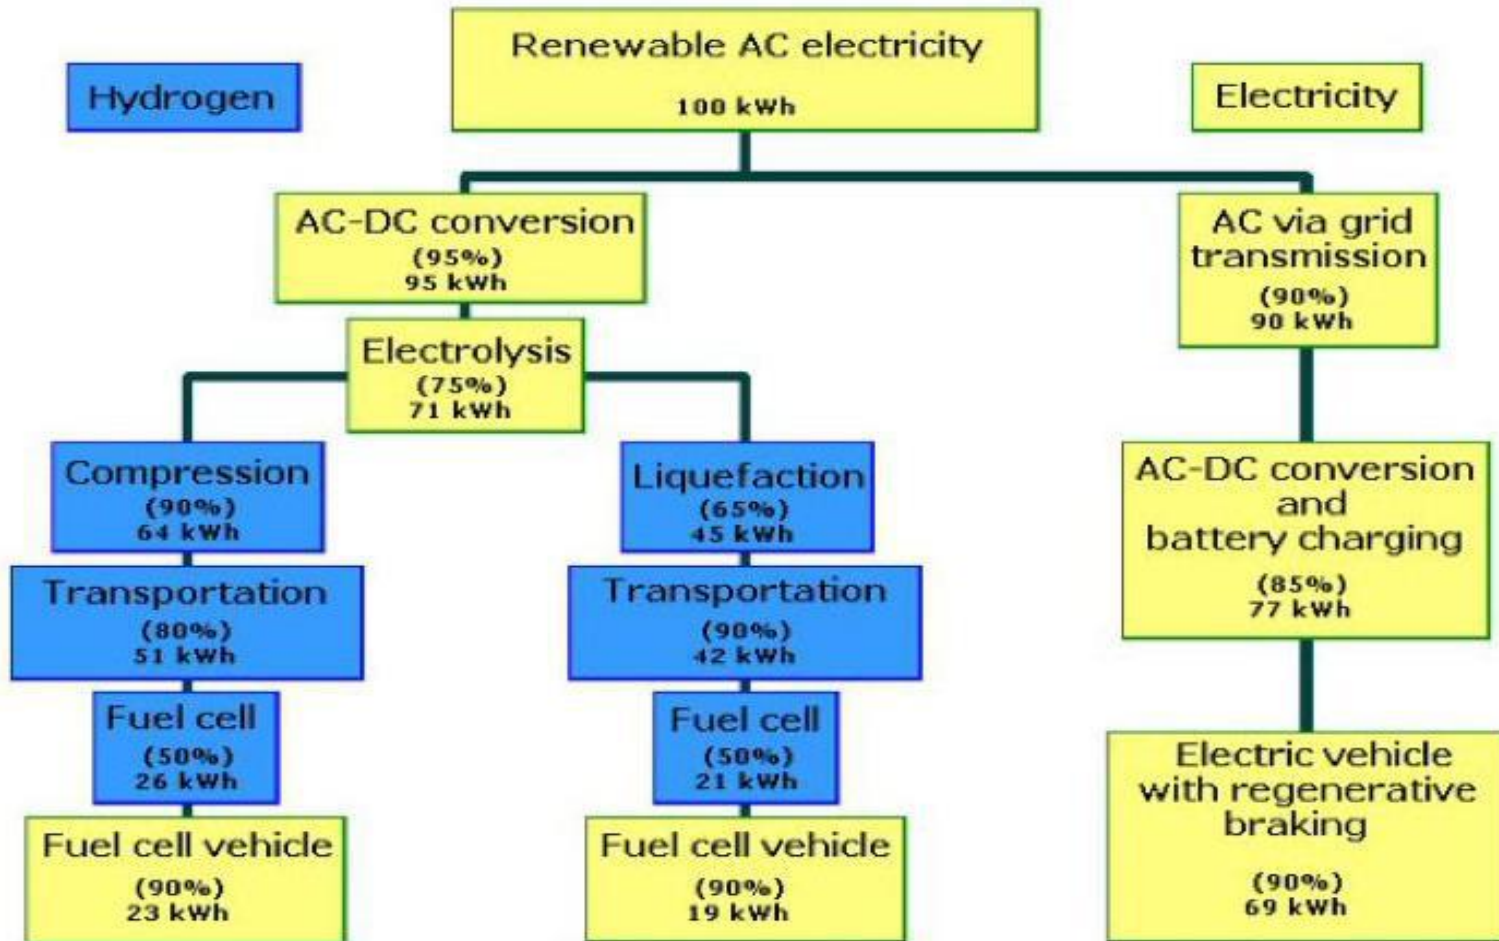 Renewable AC electricity
100 kWh
Hydrogen
Electricity
AC-DC conversion
(95%)
95 kWh
AC via grid
transmission
(90%)
90 kWh
Electrolysis
(75%)
71 kWh
Compression
(90%)
64 kWh
Liquefaction
(65%)
45 kWh
AC-DC conversion
and
battery charging
(85%)
77 kWh
Transportation
(80%)
51 kWh
Transportation
(90%)
42 kWh
Fuel cell
(50%)
26 kWh
Fuel cell
(50%)
21 kWh
Electric vehicle
with regenerative
braking
(90%)
69 kWh
Fuel cell vehicle
(90%)
23 kWh
Fuel cell vehicle
(90%)
19 kWh